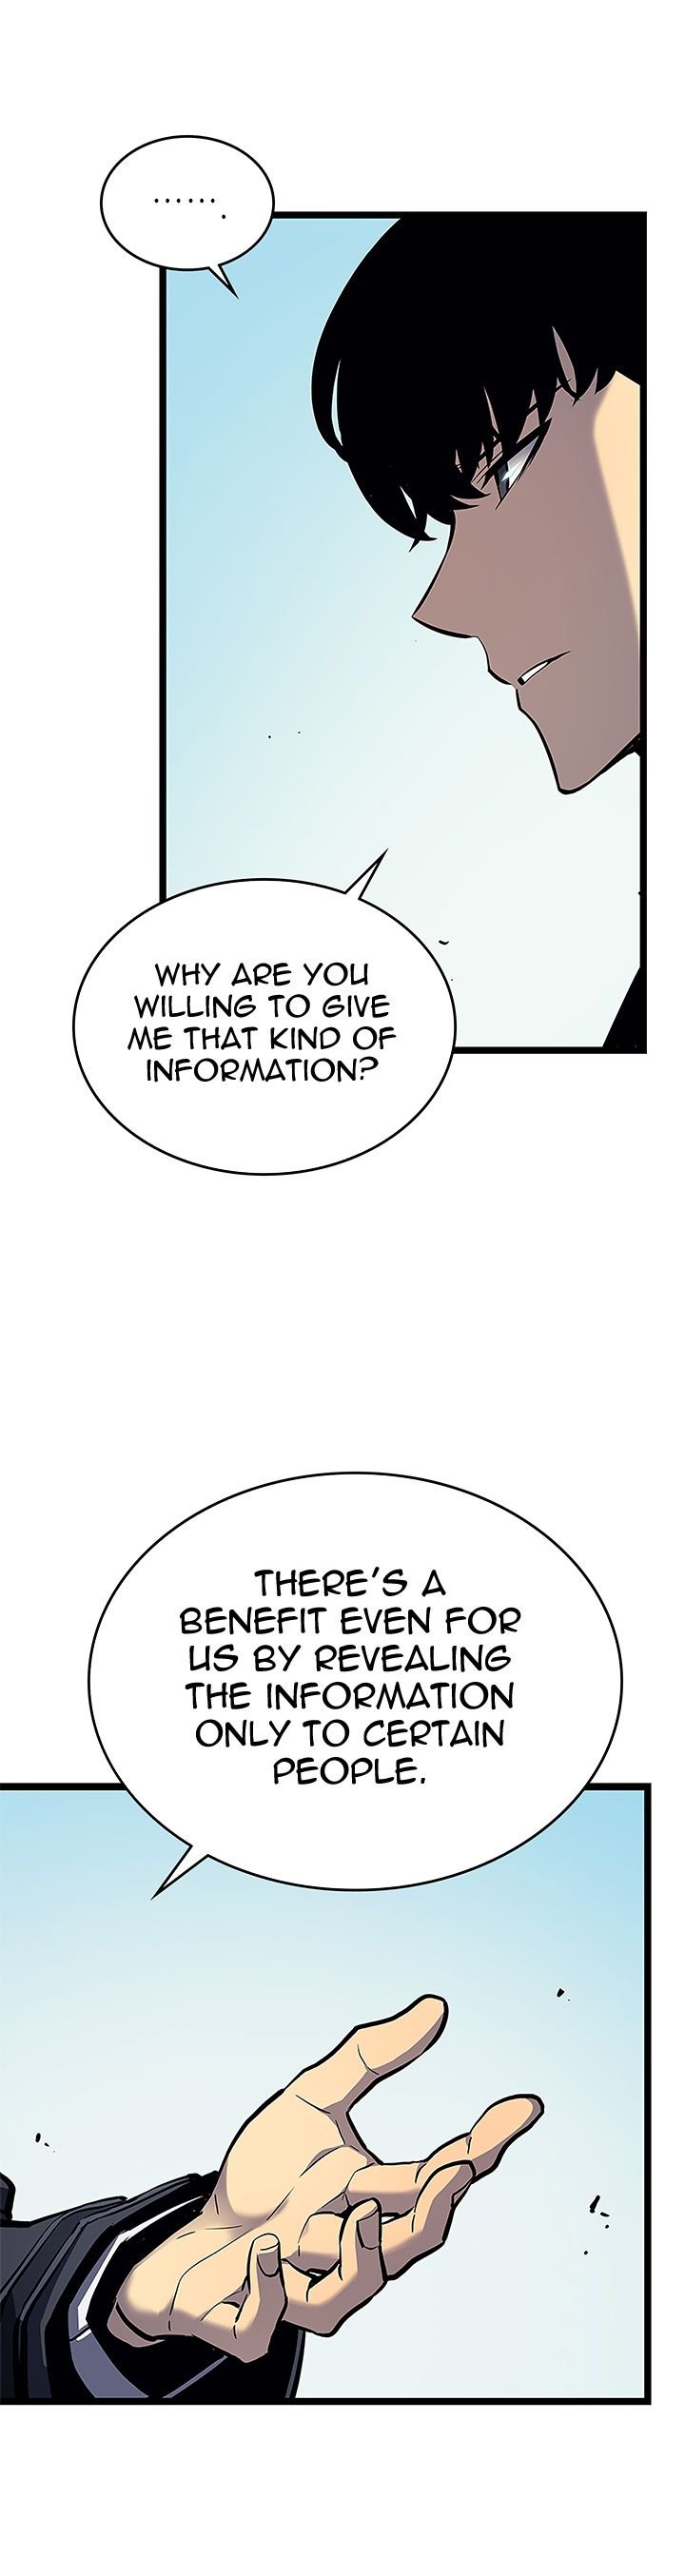 .......
WHY ARE YOU
WILLING TO GIVE
ME THAT KIND OF
INFORMATION?
THERE'S A
BENEFIT EVEN FOR
US BY REVEALING
THE INFORMATION
ONLY TO CERTAIN
PEOPLE.